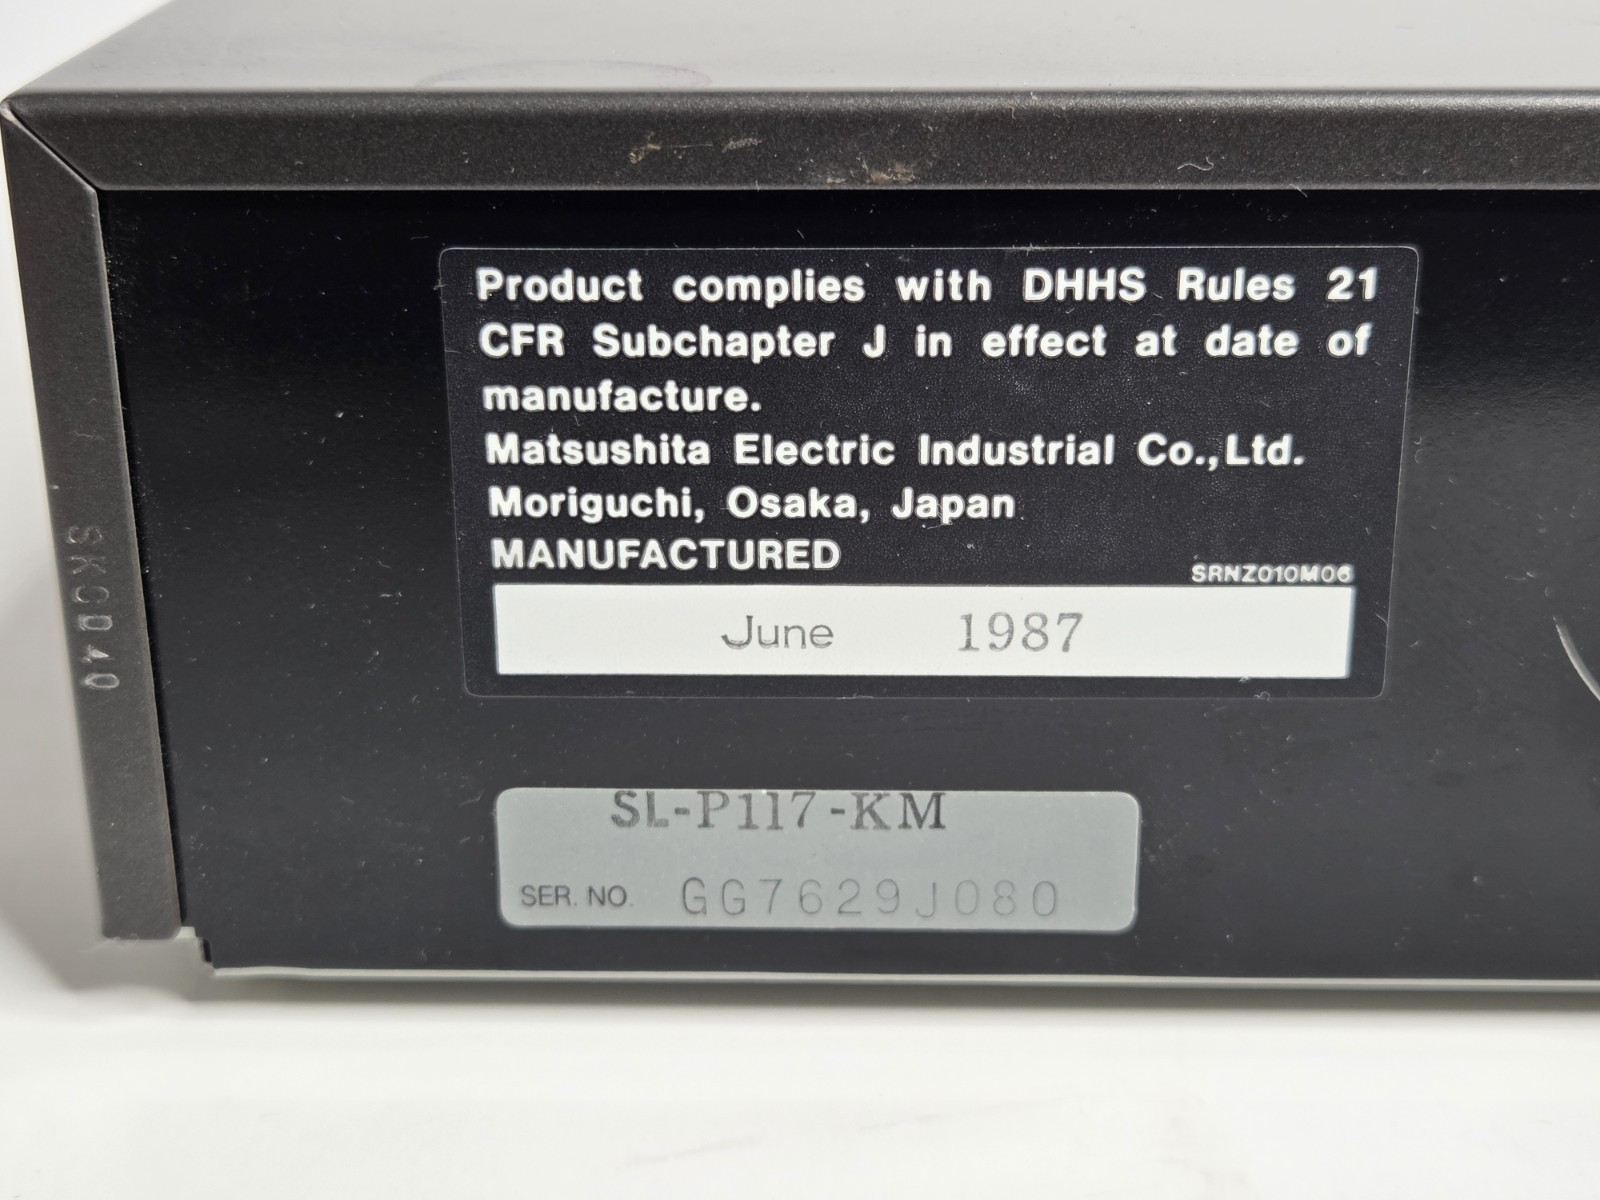 Product complies with DHHS Rules 21
CFR Subchapter J in effect at date of
manufacture.
Matsushita Electric Industrial Co.,Ltd.
Moriguchi, Osaka, Japan
MANUFACTURED
SRNZ010M06
June 1987
SL-P117-KM
SER. NO. GG7629J080